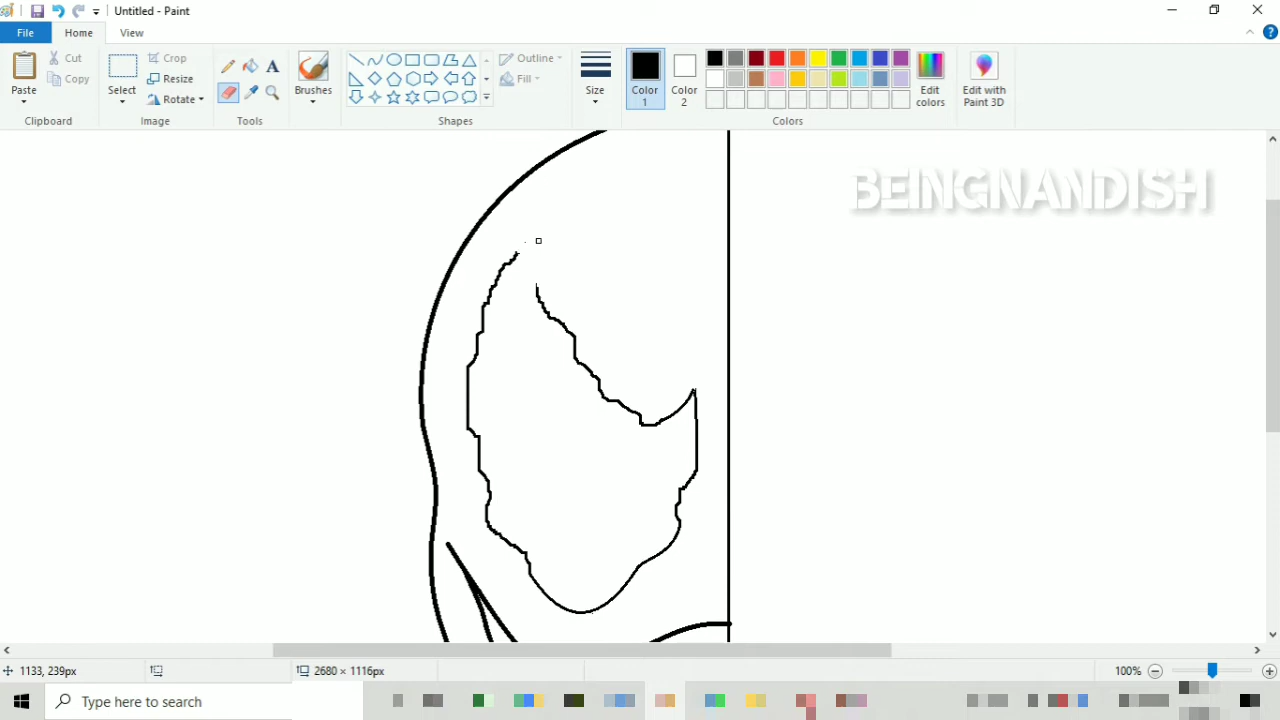 Untitled - Paint
File
Home
View
Paste
Cut
Copy
Clipboard
Select
Crop
Resize
Rotate
Image
A
Tools
Brushes
Outline
Fill
Shapes
Size
Color 1
Color 2
Edit colors
Colors
Edit with Paint 3D
BEINGNANDISH
1133, 239px
2680 × 1116px
100%
Type here to search